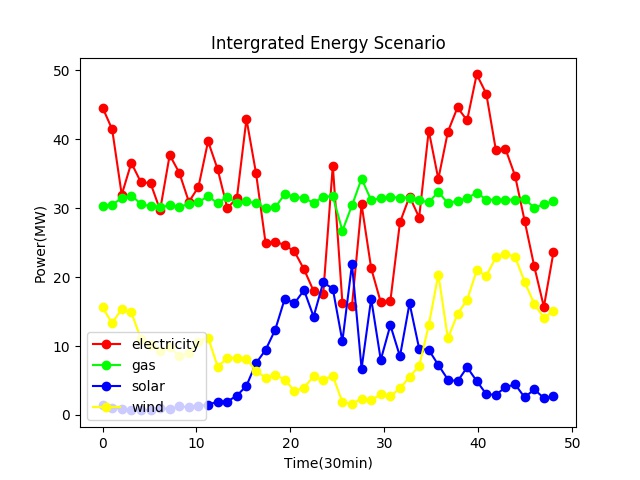 Intergrated Energy Scenario
Power(MW)
50
40
30
20
10
0
electricity
gas
solar
wind
0 10 20 30 40 50
Time(30min)